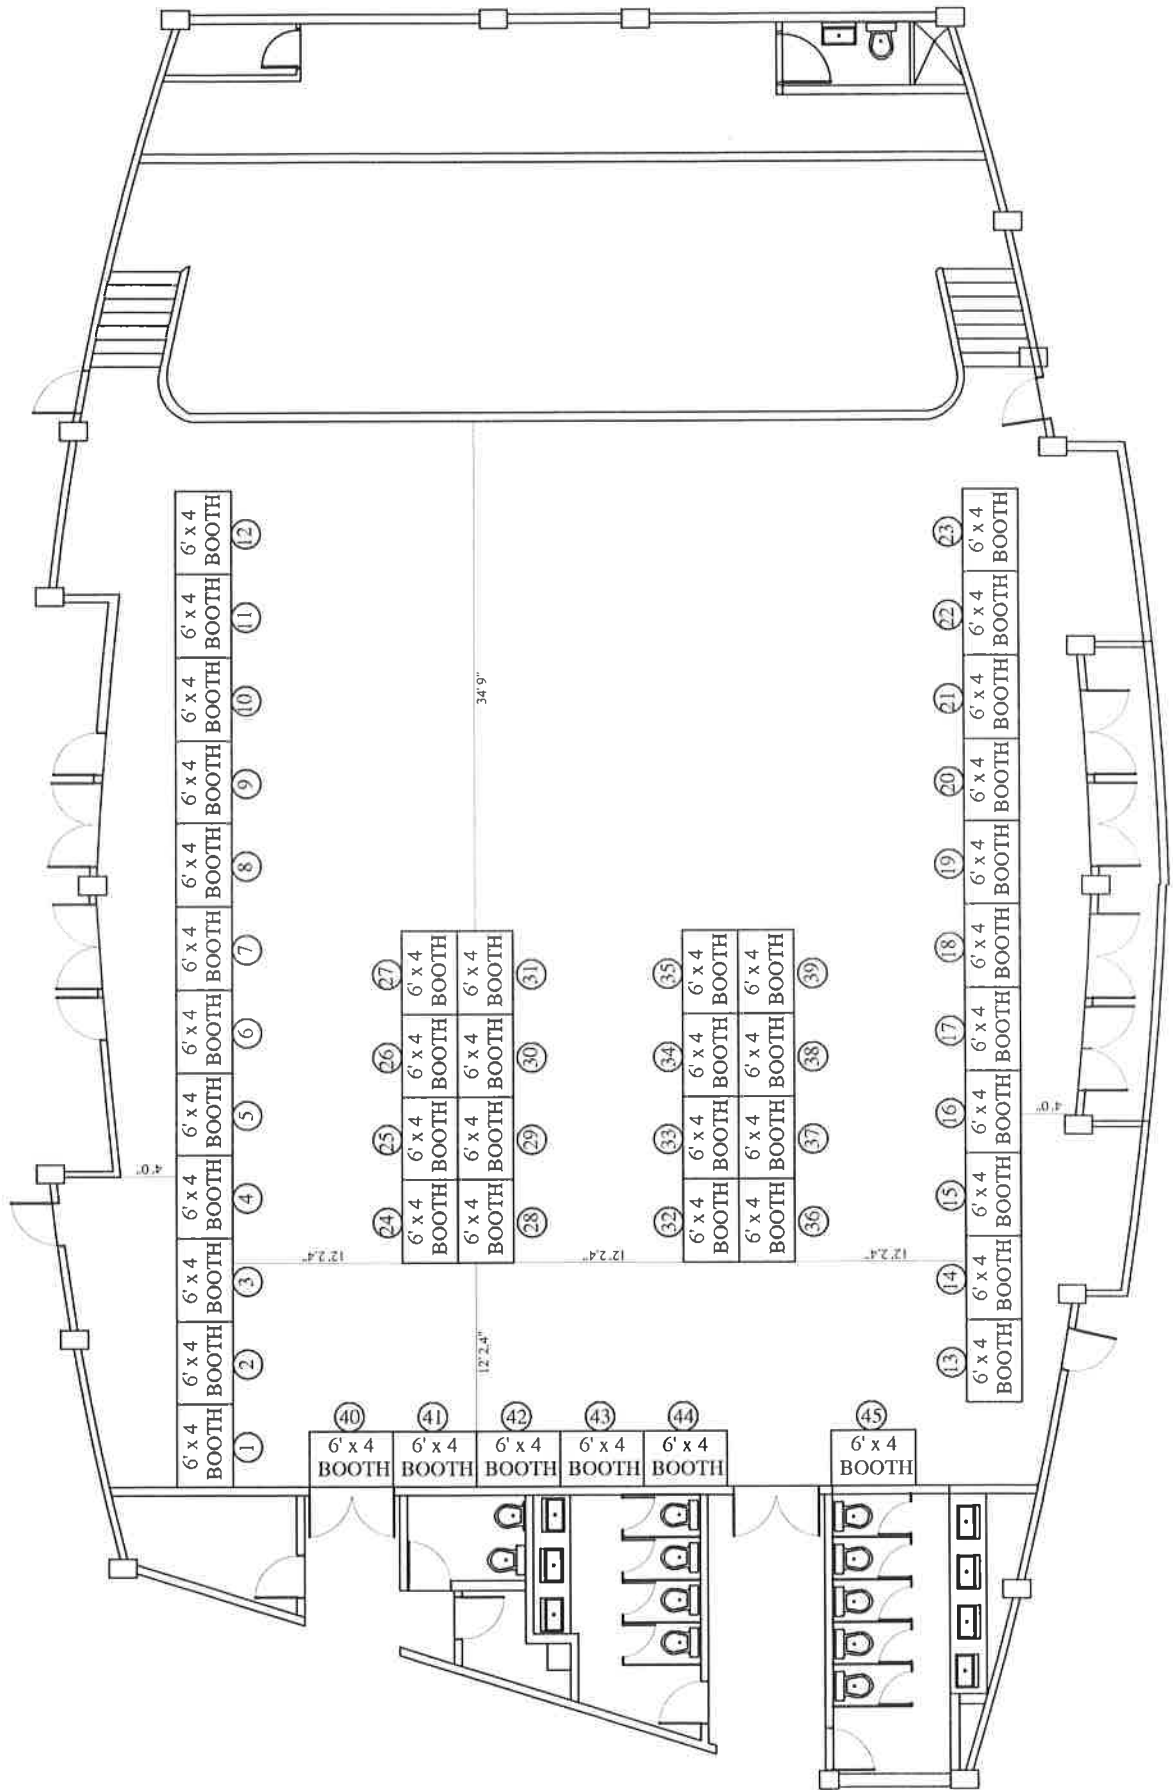 4'0"
6' x 4
BOOTH
1
6' x 4
BOOTH
2
6' x 4
BOOTH
3
6' x 4
BOOTH
4
6' x 4
BOOTH
5
6' x 4
BOOTH
6
6' x 4
BOOTH
7
6' x 4
BOOTH
8
6' x 4
BOOTH
9
6' x 4
BOOTH
10
6' x 4
BOOTH
11
6' x 4
BOOTH
12
12'2.4"
24
6' x 4
BOOTH
25
6' x 4
BOOTH
26
6' x 4
BOOTH
27
6' x 4
BOOTH
12'2.4"
6' x 4
BOOTH
28
6' x 4
BOOTH
29
6' x 4
BOOTH
30
6' x 4
BOOTH
31
34'9"
12'2.4"
32
6' x 4
BOOTH
33
6' x 4
BOOTH
34
6' x 4
BOOTH
35
6' x 4
BOOTH
6' x 4
BOOTH
36
6' x 4
BOOTH
37
6' x 4
BOOTH
38
6' x 4
BOOTH
39
12'2.4"
13
6' x 4
BOOTH
14
6' x 4
BOOTH
15
6' x 4
BOOTH
16
6' x 4
BOOTH
17
6' x 4
BOOTH
18
6' x 4
BOOTH
19
6' x 4
BOOTH
20
6' x 4
BOOTH
21
6' x 4
BOOTH
22
6' x 4
BOOTH
23
6' x 4
BOOTH
4'0"
40
6' x 4
BOOTH
41
6' x 4
BOOTH
42
6' x 4
BOOTH
43
6' x 4
BOOTH
44
6' x 4
BOOTH
45
6' x 4
BOOTH